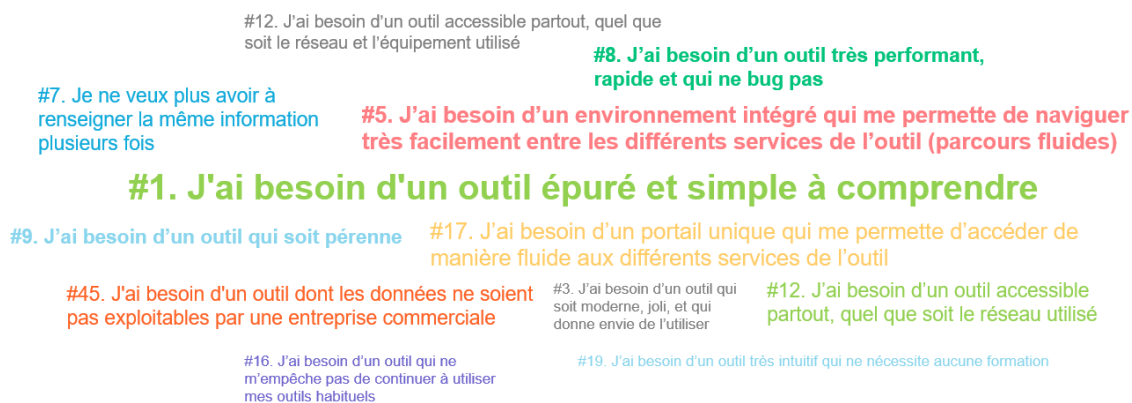 #12. J'ai besoin d'un outil accessible partout, quel que
soit le réseau et l'équipement utilisé
#8. J'ai besoin d'un outil très performant,
rapide et qui ne bug pas
#7. Je ne veux plus avoir à
renseigner la même information
plusieurs fois
#5. J'ai besoin d'un environnement intégré qui me permette de naviguer
très facilement entre les différents services de l'outil (parcours fluides)
#1. J'ai besoin d'un outil épuré et simple à comprendre
#9. J'ai besoin d'un outil qui soit pérenne
#17. J'ai besoin d'un portail unique qui me permette d'accéder de
manière fluide aux différents services de l'outil
#45. J'ai besoin d'un outil dont les données ne soient
pas exploitables par une entreprise commerciale
#3. J'ai besoin d'un outil qui
soit moderne, joli, et qui
donne envie de l'utiliser
#12. J'ai besoin d'un outil accessible
partout, quel que soit le réseau utilisé
#16. J'ai besoin d'un outil qui ne
m'empêche pas de continuer à utiliser
mes outils habituels
#19. J'ai besoin d'un outil très intuitif qui ne nécessite aucune formation